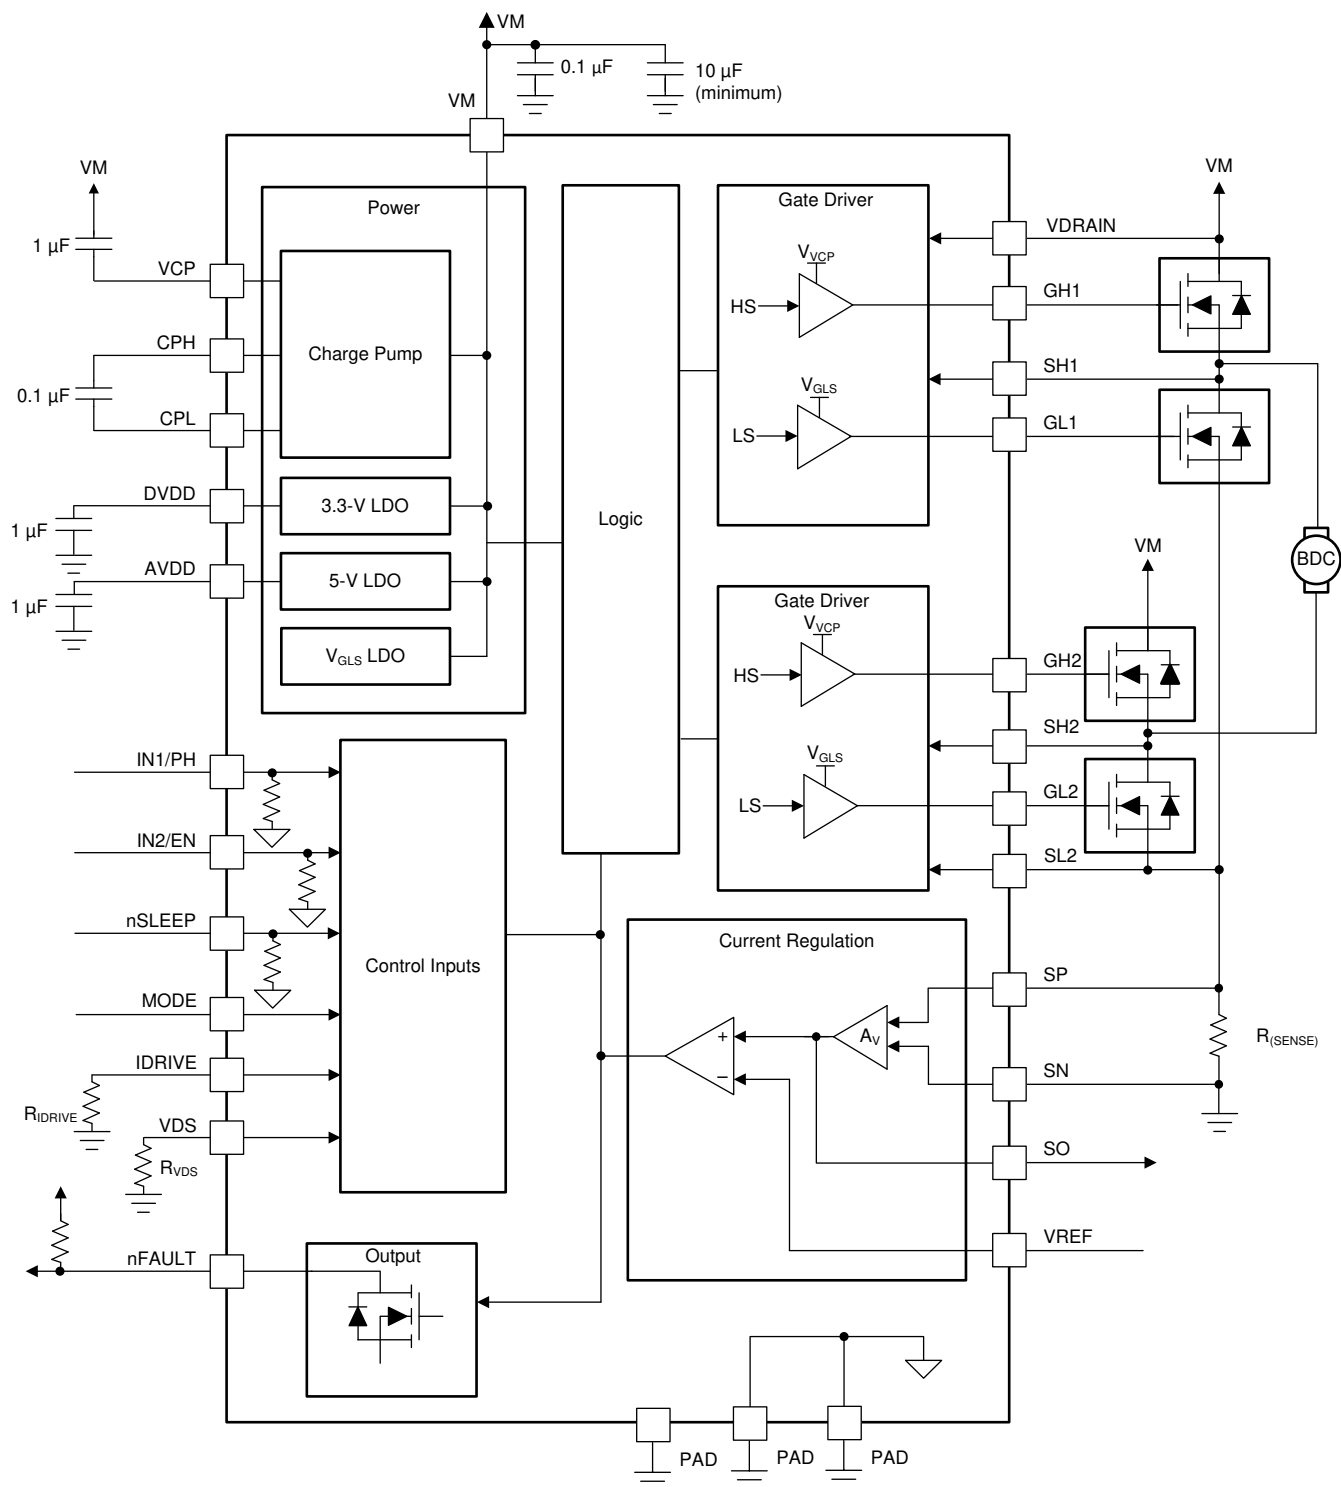 VM
0.1 µF
10 µF
(minimum)
VM
VM
1 µF
VCP
CPH
0.1 µF
CPL
DVDD
1 µF
AVDD
1 µF
Power
Charge Pump
3.3-V LDO
5-V LDO
VGLS LDO
Logic
Gate Driver
VVCP
HS
VGLS
LS
VM
VDRAIN
GH1
SH1
GL1
BDC
VM
Gate Driver
VVCP
HS
VGLS
LS
GH2
SH2
GL2
SL2
IN1/PH
IN2/EN
nSLEEP
MODE
IDRIVE
RIDRIVE
VDS
RVDS
nFAULT
Control Inputs
Output
Current Regulation
+
−
AV
SP
R(SENSE)
SN
SO
VREF
PAD
PAD
PAD